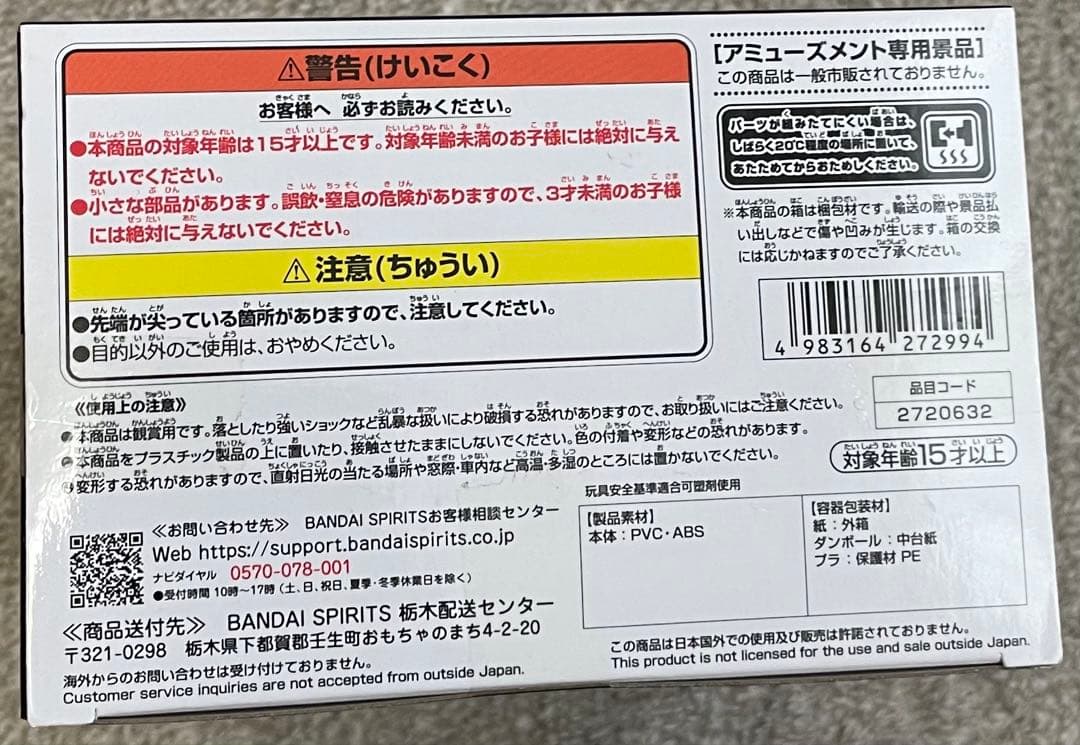 ⚠警告(けいこく)
お客様へ 必ずお読みください。
●本商品の対象年齢は15才以上です。対象年齢未満のお子様には絶対に与え
ないでください。
●小さな部品があります。誤飲・窒息の危険がありますので、3才未満のお子様
には絶対に与えないでください。
⚠注意(ちゅうい)
●先端が尖っている箇所がありますので、注意してください。
●目的以外のご使用は、おやめください。
[アミューズメント専用景品]
この商品は一般市販されておりません。
パーツが組みたてにくい場合は、
しばらく20℃程度の場所に置いて、
あたためてからおためしください。
※本商品の箱は梱包材です。輸送の際や景品払
い出しなどで傷や凹みが生じます。箱の交換
には応じかねますのでご了承ください。
4 983164 272994
品目コード
2720632
対象年齢15才以上
《使用上の注意》
●本商品は観賞用です。落としたり強いショックなど乱暴な扱いにより破損する恐れがありますので、お取り扱いにはご注意ください。
●本商品をプラスチック製品の上に置いたり、接触させたままにしないでください。色の付着や変形などの恐れがあります。
●変形する恐れがありますので、直射日光の当たる場所や窓際・車内など高温・多湿のところには置かないでください。
≪お問い合わせ先≫ BANDAI SPIRITSお客様相談センター
Web https://support.bandaispirits.co.jp
ナビダイヤル 0570-078-001
●受付時間 10時〜17時(土、日、祝日、夏季・冬季休業日を除く)
≪商品送付先≫ BANDAI SPIRITS 栃木配送センター
〒321-0298 栃木県下都賀郡壬生町おもちゃのまち4-2-20
海外からのお問い合わせは受け付けておりません。
Customer service inquiries are not accepted from outside Japan.
玩具安全基準適合可塑剤使用
【製品素材】
本体:PVC・ABS
【容器包装材】
紙:外箱
ダンボール:中台紙
プラ:保護材 PE
この商品は日本国外での使用及び販売は許諾されておりません。
This product is not licensed for the use and sale outside Japan.